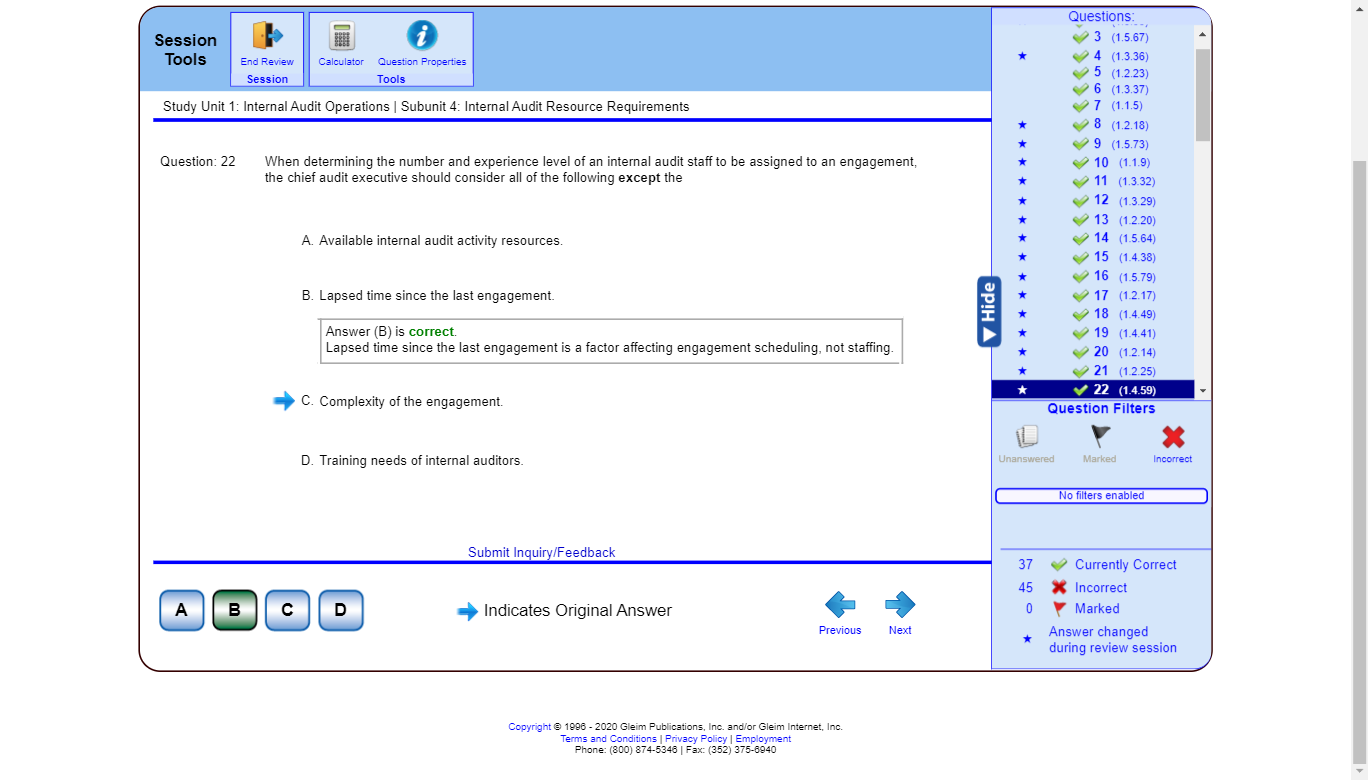 Session
Tools
End Review
Session
Calculator
Question Properties
Tools
Study Unit 1: Internal Audit Operations | Subunit 4: Internal Audit Resource Requirements
Question: 22
When determining the number and experience level of an internal audit staff to be assigned to an engagement,
the chief audit executive should consider all of the following except the
A. Available internal audit activity resources.
B. Lapsed time since the last engagement.
Answer (B) is correct.
Lapsed time since the last engagement is a factor affecting engagement scheduling, not staffing.
C. Complexity of the engagement.
D. Training needs of internal auditors.
Submit Inquiry/Feedback
A
B
C
D
Indicates Original Answer
Previous
Next
Hide
Questions:
3 (1.5.67)
4 (1.3.36)
5 (1.2.23)
6 (1.3.37)
7 (1.1.5)
8 (1.2.18)
9 (1.5.73)
10 (1.1.9)
11 (1.3.32)
12 (1.3.29)
13 (1.2.20)
14 (1.5.64)
15 (1.4.38)
16 (1.5.79)
17 (1.2.17)
18 (1.4.49)
19 (1.4.41)
20 (1.2.14)
21 (1.2.25)
22 (1.4.59)
Question Filters
Unanswered
Marked
Incorrect
No filters enabled
37 Currently Correct
45 Incorrect
0 Marked
Answer changed
during review session
Copyright © 1996 - 2020 Gleim Publications, Inc. and/or Gleim Internet, Inc.
Terms and Conditions | Privacy Policy | Employment
Phone: (800) 874-5346 | Fax: (352) 375-6940